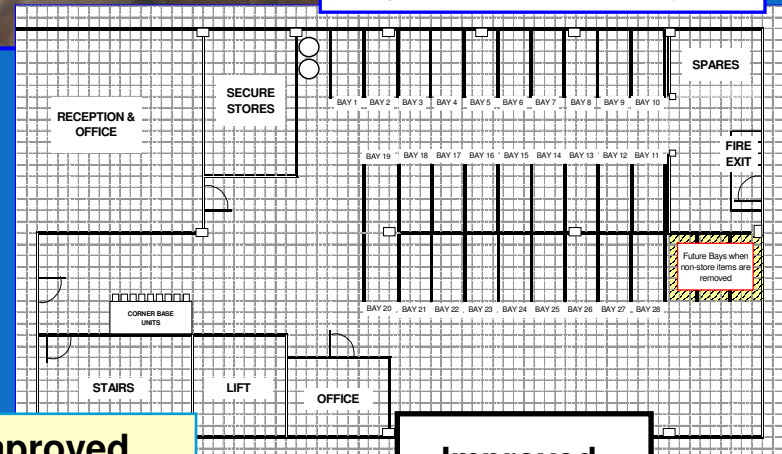 SPARES
RECEPTION &
OFFICE
SECURE
STORES
BAY 1 BAY 2 BAY 3 BAY 4 BAY 5 BAY 6 BAY 7 BAY 8 BAY 9 BAY 10
FIRE
EXIT
BAY 19 BAY 18 BAY 17 BAY 16 BAY 15 BAY 14 BAY 13 BAY 12 BAY 11
Future Bays when
non-store items are
removed
BAY 20 BAY 21 BAY 22 BAY 23 BAY 24 BAY 25 BAY 26 BAY 27 BAY 28
CORNER BASE
UNITS
STAIRS
LIFT
OFFICE
Improved